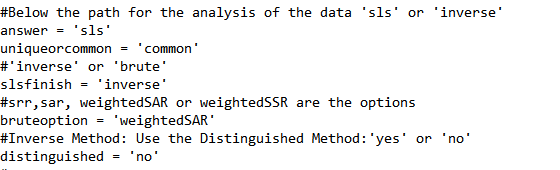 #Below the path for the analysis of the data 'sls' or 'inverse'
answer = 'sls'
uniqueorcommon = 'common'
#'inverse' or 'brute'
slsfinish = 'inverse'
#srr,sar, weightedSAR or weightedSSR are the options
bruteoption = 'weightedSAR'
#Inverse Method: Use the Distinguished Method:'yes' or 'no'
distinguished = 'no'